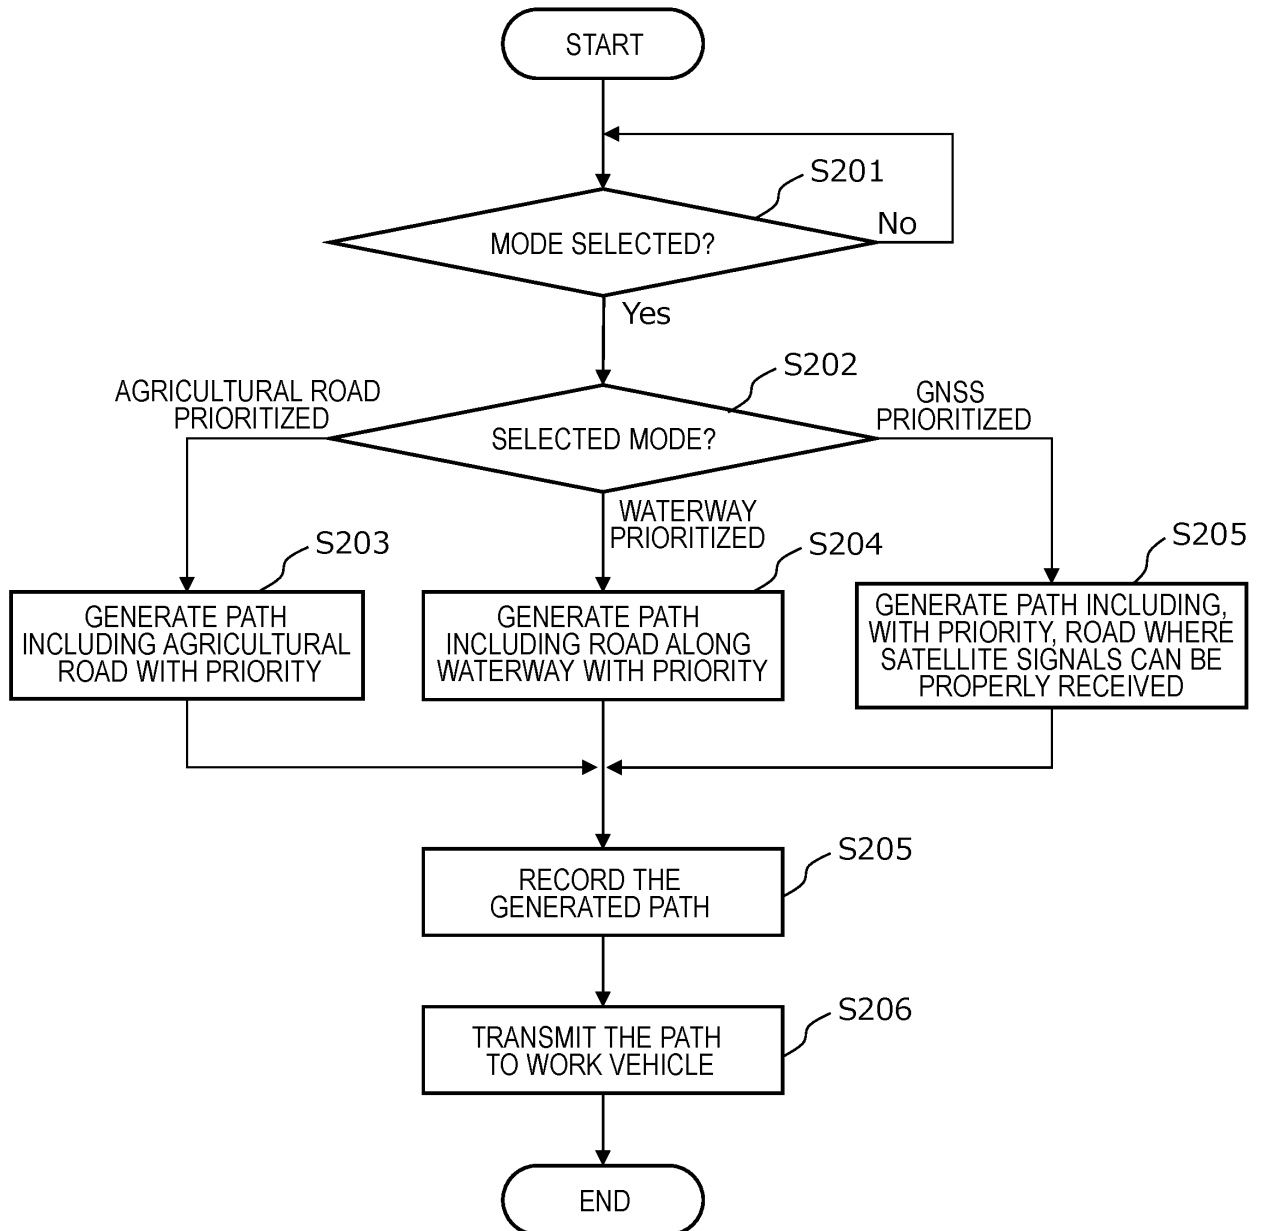 START
S201
MODE SELECTED?
No
Yes
S202
AGRICULTURAL ROAD
PRIORITIZED
SELECTED MODE?
GNSS
PRIORITIZED
WATERWAY
PRIORITIZED
S203
GENERATE PATH
INCLUDING AGRICULTURAL
ROAD WITH PRIORITY
S204
GENERATE PATH
INCLUDING ROAD ALONG
WATERWAY WITH PRIORITY
S205
GENERATE PATH INCLUDING,
WITH PRIORITY, ROAD WHERE
SATELLITE SIGNALS CAN BE
PROPERLY RECEIVED
S205
RECORD THE
GENERATED PATH
S206
TRANSMIT THE PATH
TO WORK VEHICLE
END